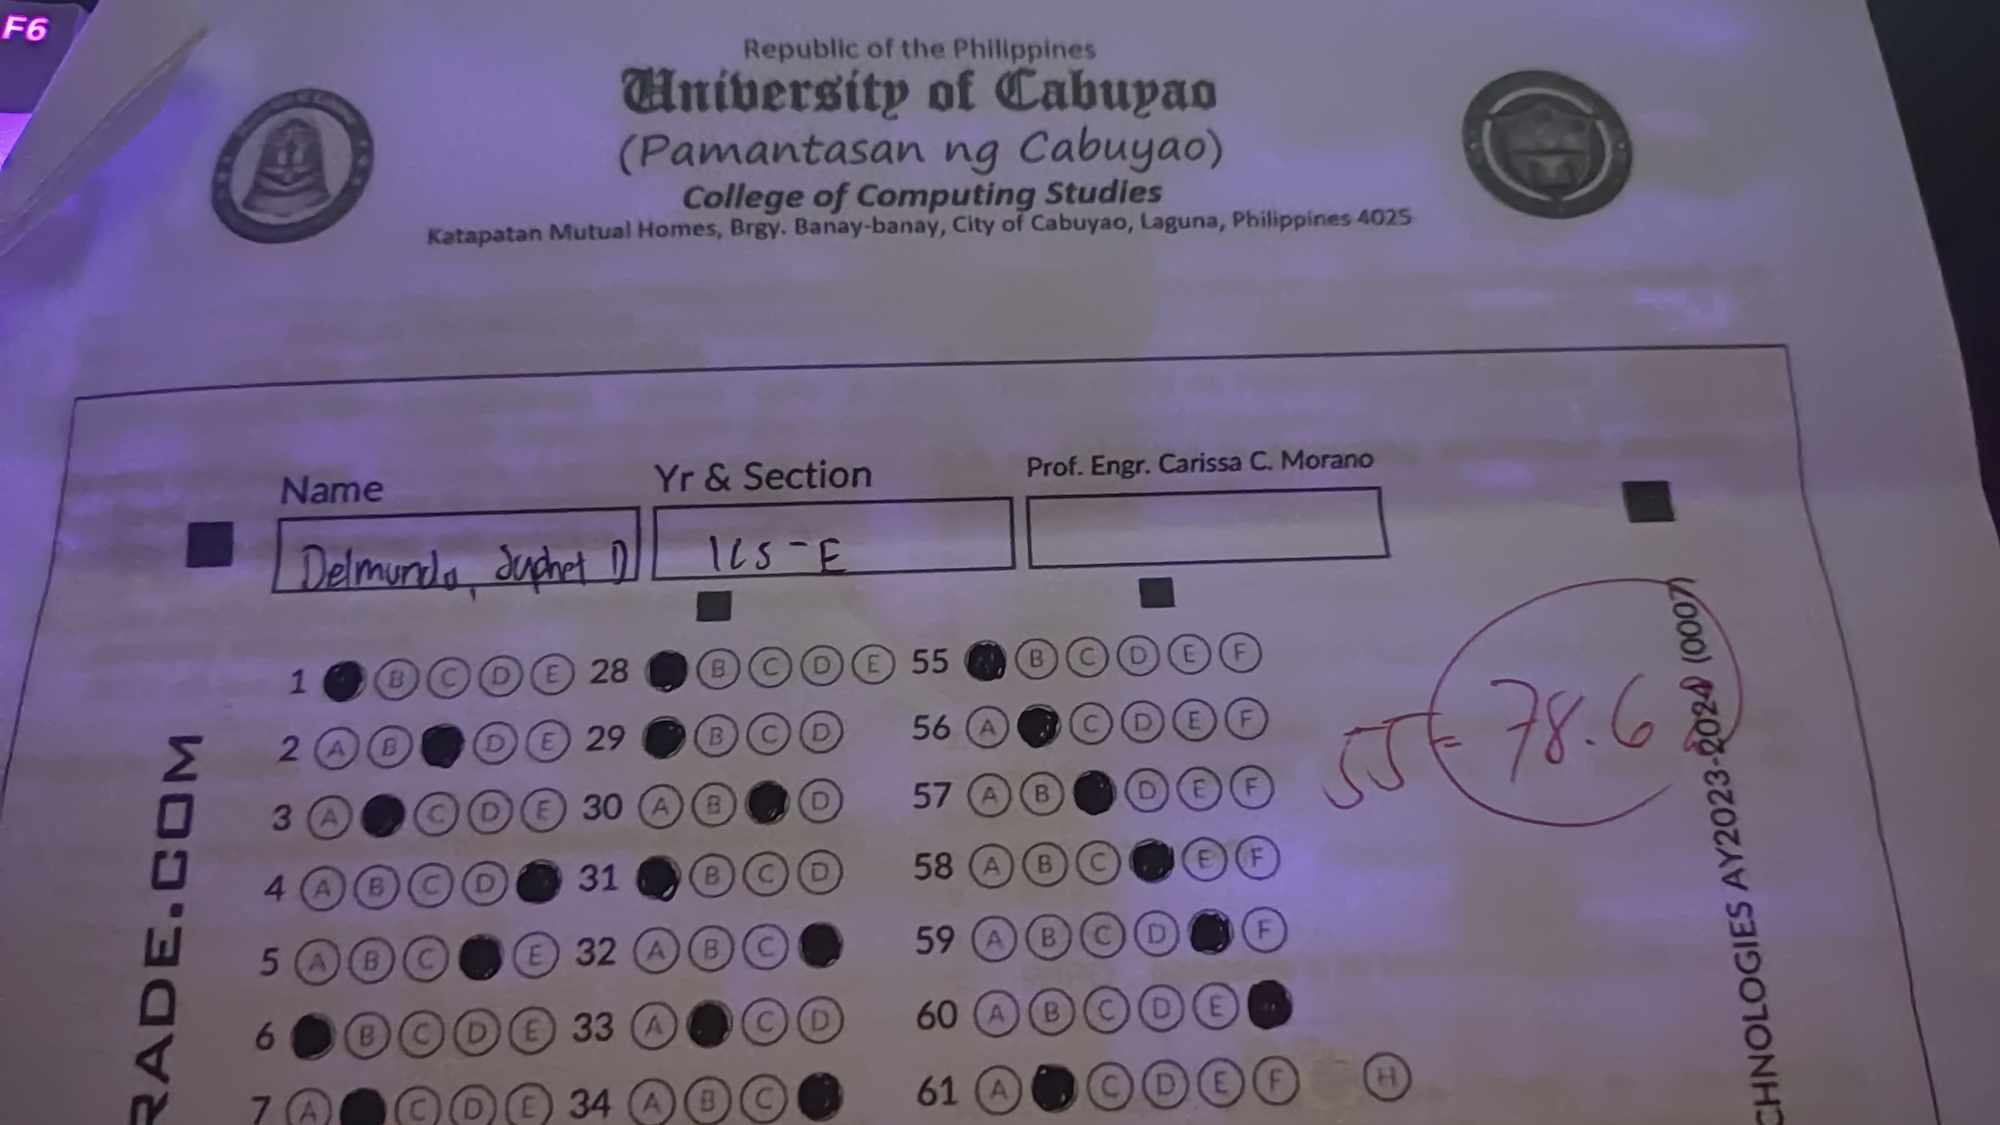 F6
Republic of the Philippines
University of Cabuyao
(Pamantasan ng Cabuyao)
College of Computing Studies
Katapatan Mutual Homes, Brgy. Banay-banay, City of Cabuyao, Laguna, Philippines 4025
Name
Yr & Section
Prof. Engr. Carissa C. Morano
Delmundo, Juphet D
1CS-E
55 = 78.6
1 B C D E 28 B C D E 55 B C D E F
2 A B D E 29 B C D 56 A C D E F
3 A C D E 30 A B D 57 A B D E F
4 A B C D 31 B C D 58 A B C E F
5 A B C E 32 A B C 59 A B C D F
6 B C D E 33 A C D 60 A B C D E
7 A C D E 34 A B C 61 A C D E F H
RADE.COM
CHNOLOGIES AY2023-2024 (0007)